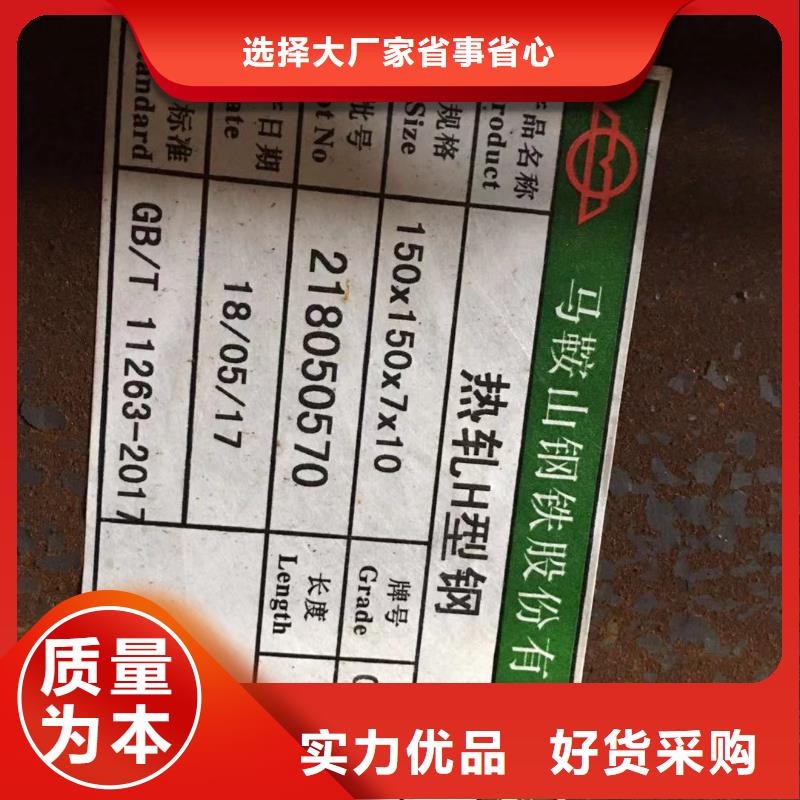 选择大厂家省事省心
马鞍山钢铁股份有
产品名称
Product
热轧H型钢
规格
Size
150x150x7x10
牌号
Grade
批号
Lot No
218050570
长度
Length
日期
Date
18/05/17
标准
Standard
GB/T 11263-2017
质量
为本
实力优品 好货采购